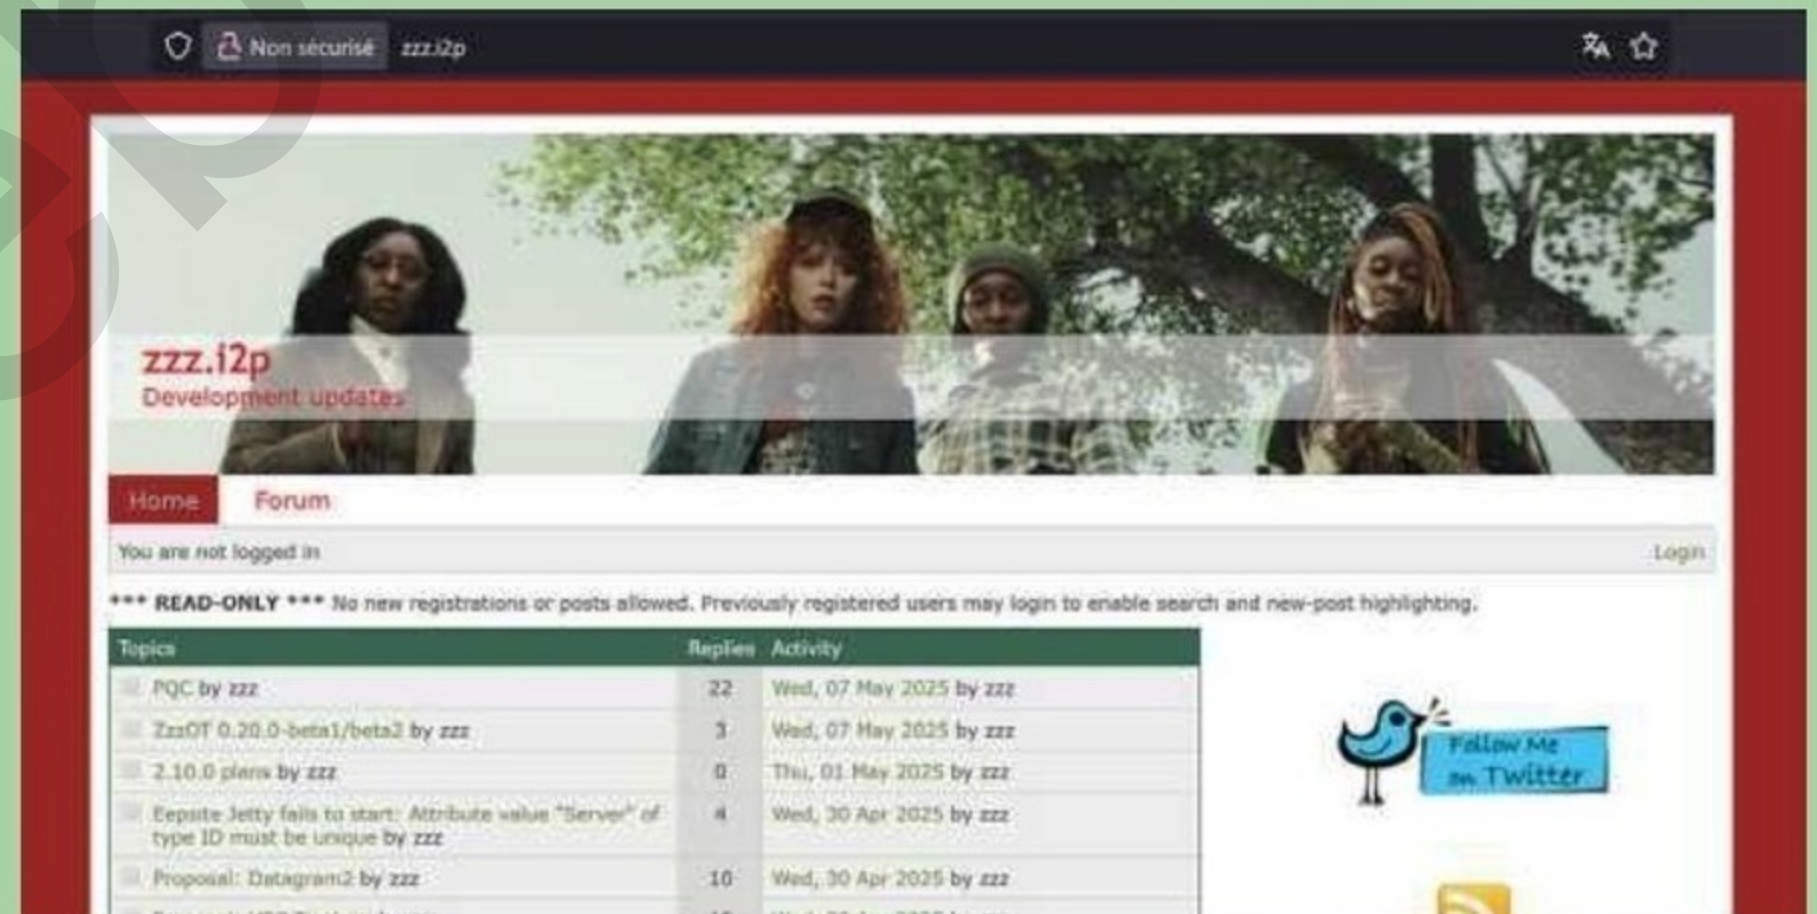 Non sécurisé zzz.i2p
zzz.i2p
Development updates
Home Forum
You are not logged in Login
*** READ-ONLY *** No new registrations or posts allowed. Previously registered users may login to enable search and new-post highlighting.
Topics Replies Activity
PQC by zzz 22 Wed, 07 May 2025 by zzz
ZzzOT 0.20.0-beta1/beta2 by zzz 3 Wed, 07 May 2025 by zzz
2.10.0 plans by zzz 0 Thu, 01 May 2025 by zzz
Eepsite Jetty fails to start: Attribute value "Server" of 4 Wed, 30 Apr 2025 by zzz
type ID must be unique by zzz
Proposal: Datagram2 by zzz 10 Wed, 30 Apr 2025 by zzz
Follow Me
on Twitter